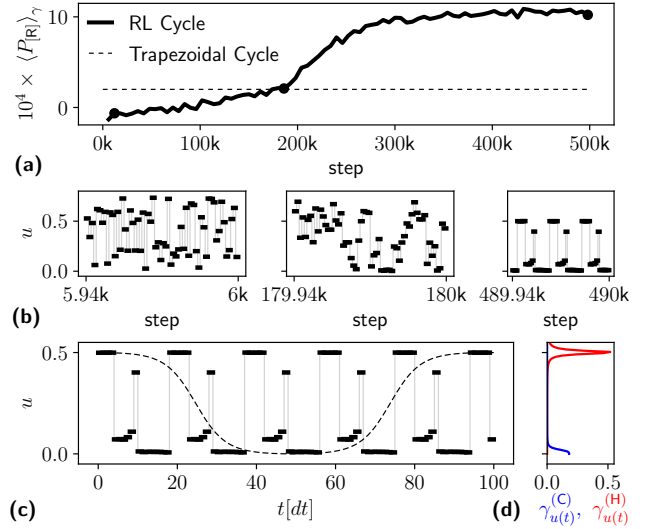 10⁴ × ⟨P[R]⟩γ
10
0
RL Cycle
Trapezoidal Cycle
0k 100k 200k 300k 400k 500k
step
(a)
u
0.5
0.0
5.94k 6k 179.94k 180k 489.94k 490k
step step step
(b)
u
0.5
0.0
0 20 40 60 80 100
t[dt]
(c)
0.0 0.5
(d)
γ(C)u(t), γ(H)u(t)